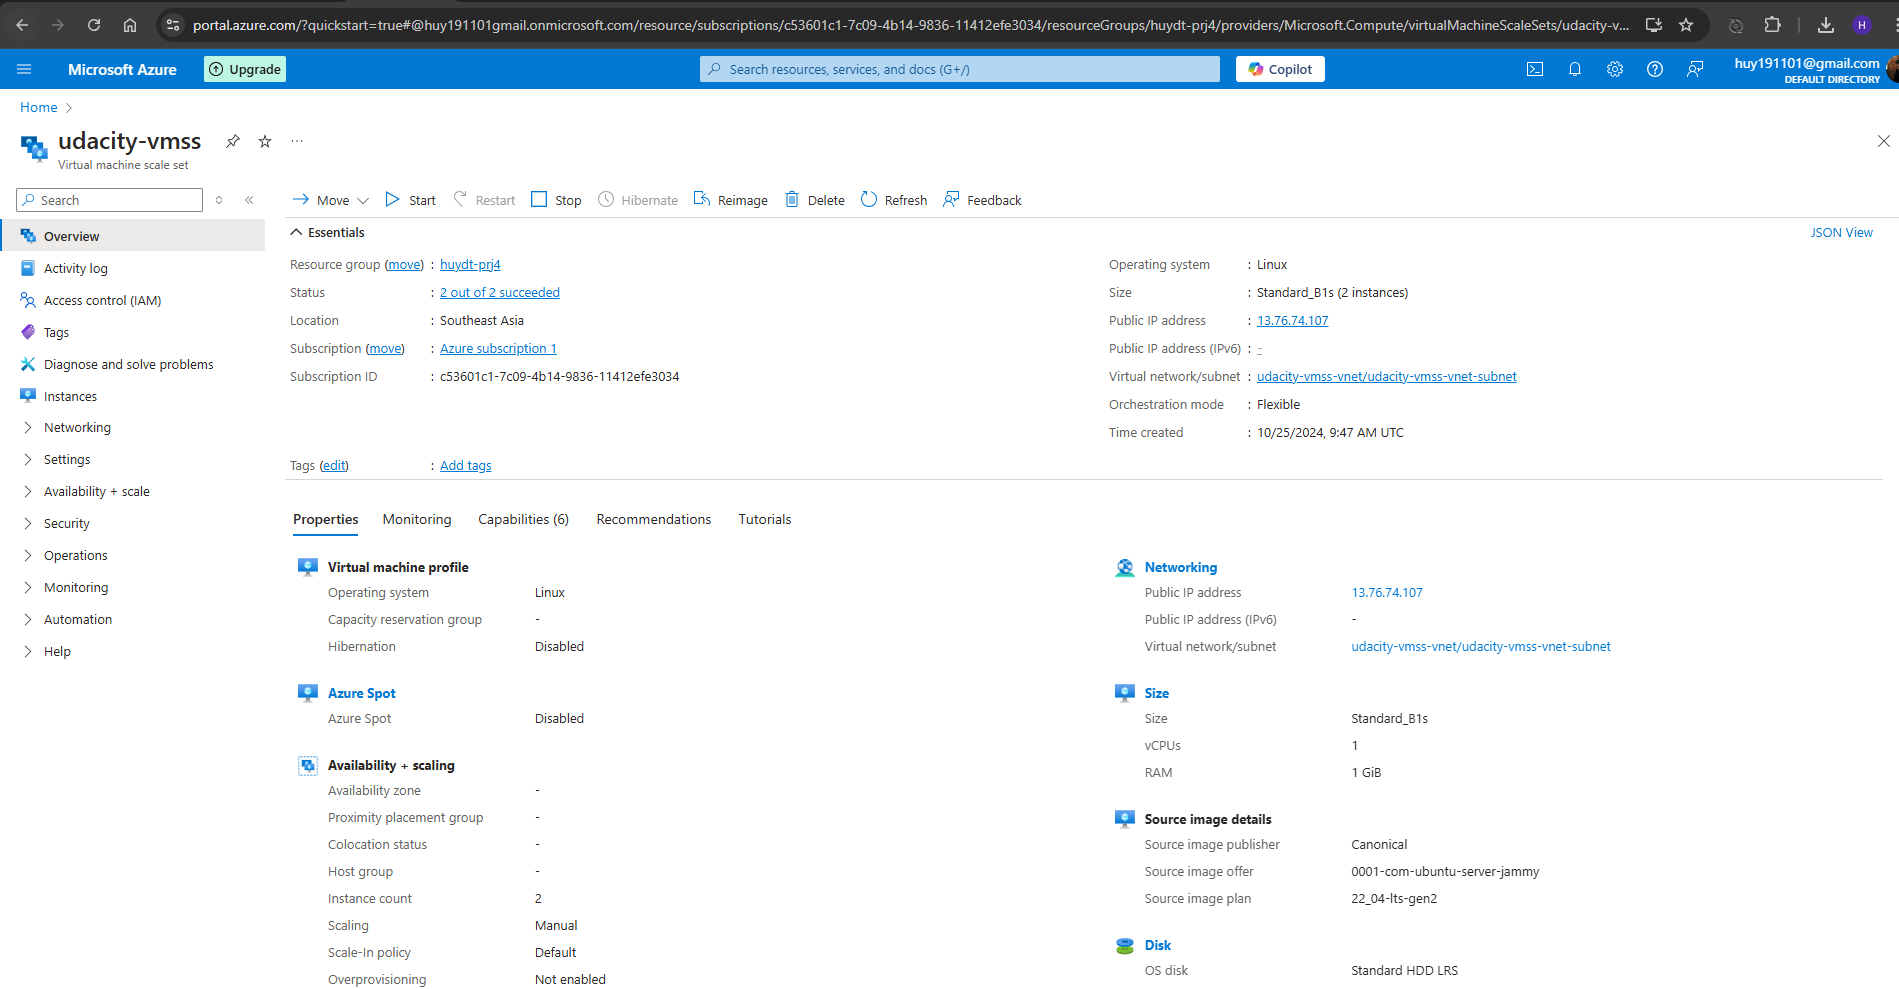 portal.azure.com/?quickstart=true#@huy191101gmail.onmicrosoft.com/resource/subscriptions/c53601c1-7c09-4b14-9836-11412efe3034/resourceGroups/huydt-prj4/providers/Microsoft.Compute/virtualMachineScaleSets/udacity-v...
H
Microsoft Azure
Upgrade
Search resources, services, and docs (G+/)
Copilot
huy191101@gmail.com
DEFAULT DIRECTORY
Home
udacity-vmss
Virtual machine scale set
Search
Overview
Activity log
Access control (IAM)
Tags
Diagnose and solve problems
Instances
Networking
Settings
Availability + scale
Security
Operations
Monitoring
Automation
Help
Move Start Restart Stop Hibernate Reimage Delete Refresh Feedback
Essentials
JSON View
Resource group (move) : huydt-prj4
Status : 2 out of 2 succeeded
Location : Southeast Asia
Subscription (move) : Azure subscription 1
Subscription ID : c53601c1-7c09-4b14-9836-11412efe3034
Operating system : Linux
Size : Standard_B1s (2 instances)
Public IP address : 13.76.74.107
Public IP address (IPv6) : -
Virtual network/subnet : udacity-vmss-vnet/udacity-vmss-vnet-subnet
Orchestration mode : Flexible
Time created : 10/25/2024, 9:47 AM UTC
Tags (edit) : Add tags
Properties Monitoring Capabilities (6) Recommendations Tutorials
Virtual machine profile
Operating system Linux
Capacity reservation group -
Hibernation Disabled
Azure Spot
Azure Spot Disabled
Availability + scaling
Availability zone -
Proximity placement group -
Colocation status -
Host group -
Instance count 2
Scaling Manual
Scale-In policy Default
Overprovisioning Not enabled
Networking
Public IP address 13.76.74.107
Public IP address (IPv6) -
Virtual network/subnet udacity-vmss-vnet/udacity-vmss-vnet-subnet
Size
Size Standard_B1s
vCPUs 1
RAM 1 GiB
Source image details
Source image publisher Canonical
Source image offer 0001-com-ubuntu-server-jammy
Source image plan 22_04-lts-gen2
Disk
OS disk Standard HDD LRS